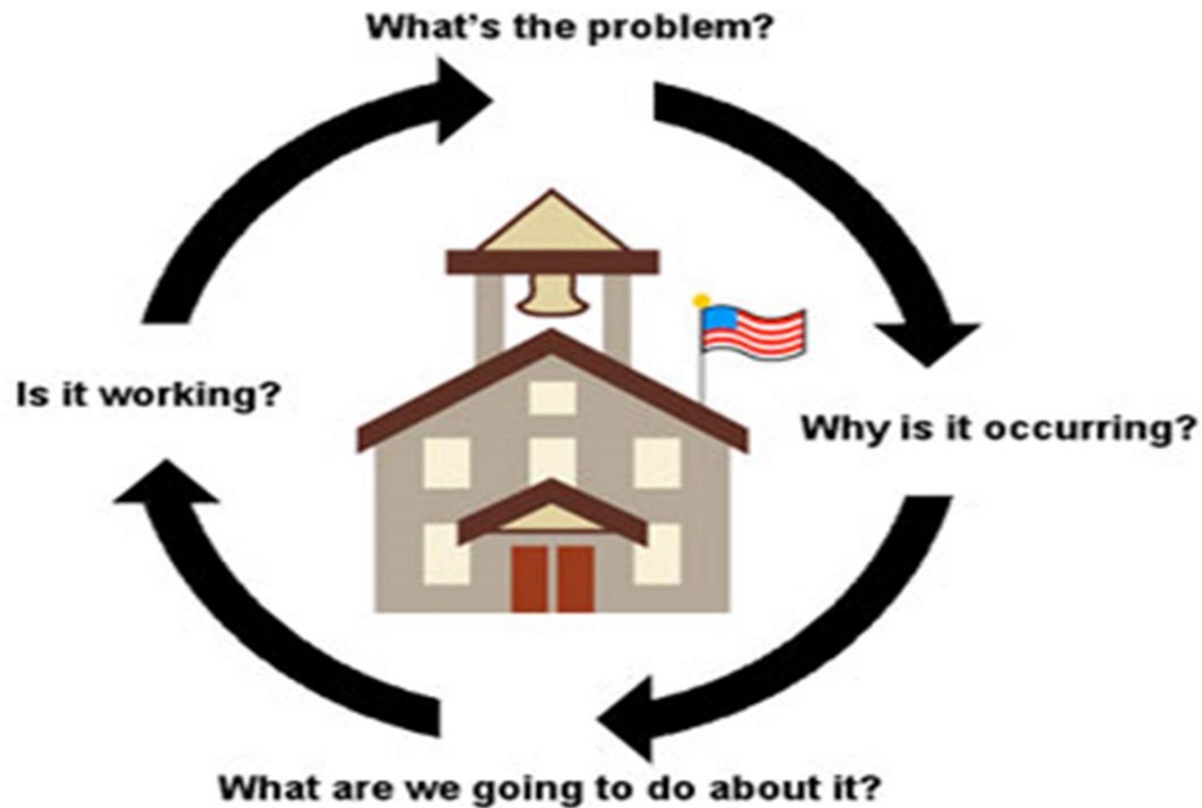 What's the problem?
Why is it occurring?
What are we going to do about it?
Is it working?